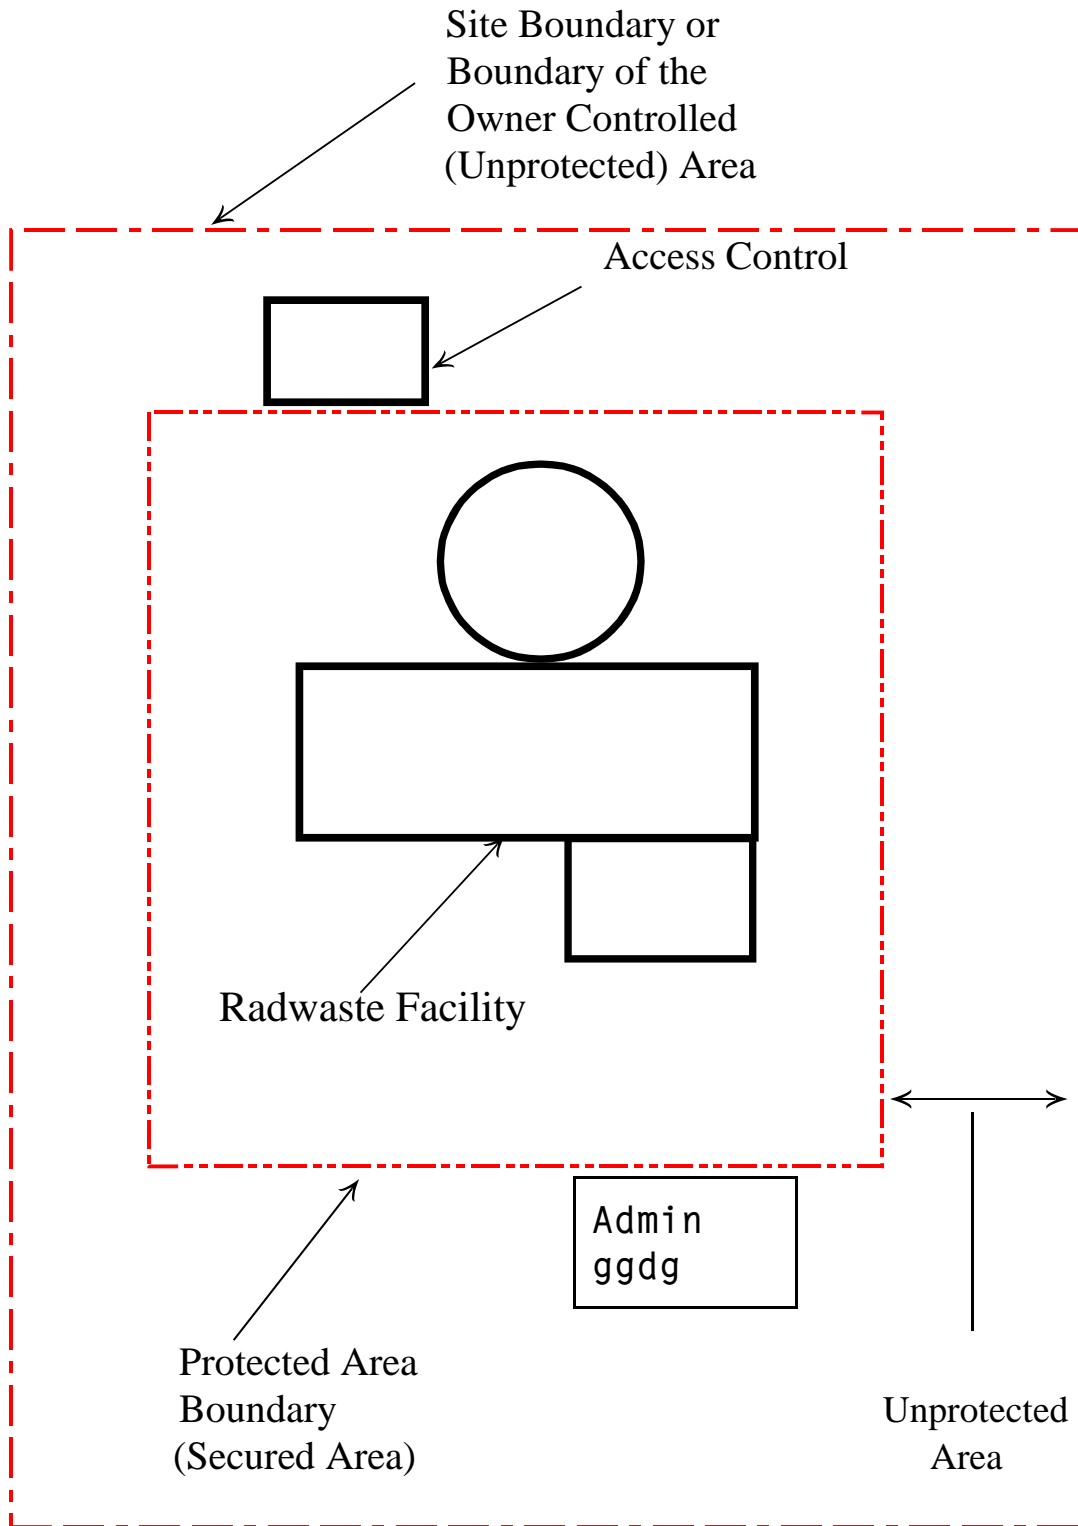 Site Boundary or
Boundary of the
Owner Controlled
(Unprotected) Area
Access Control
Radwaste Facility
Admin
ggdg
Protected Area
Boundary
(Secured Area)
Unprotected
Area